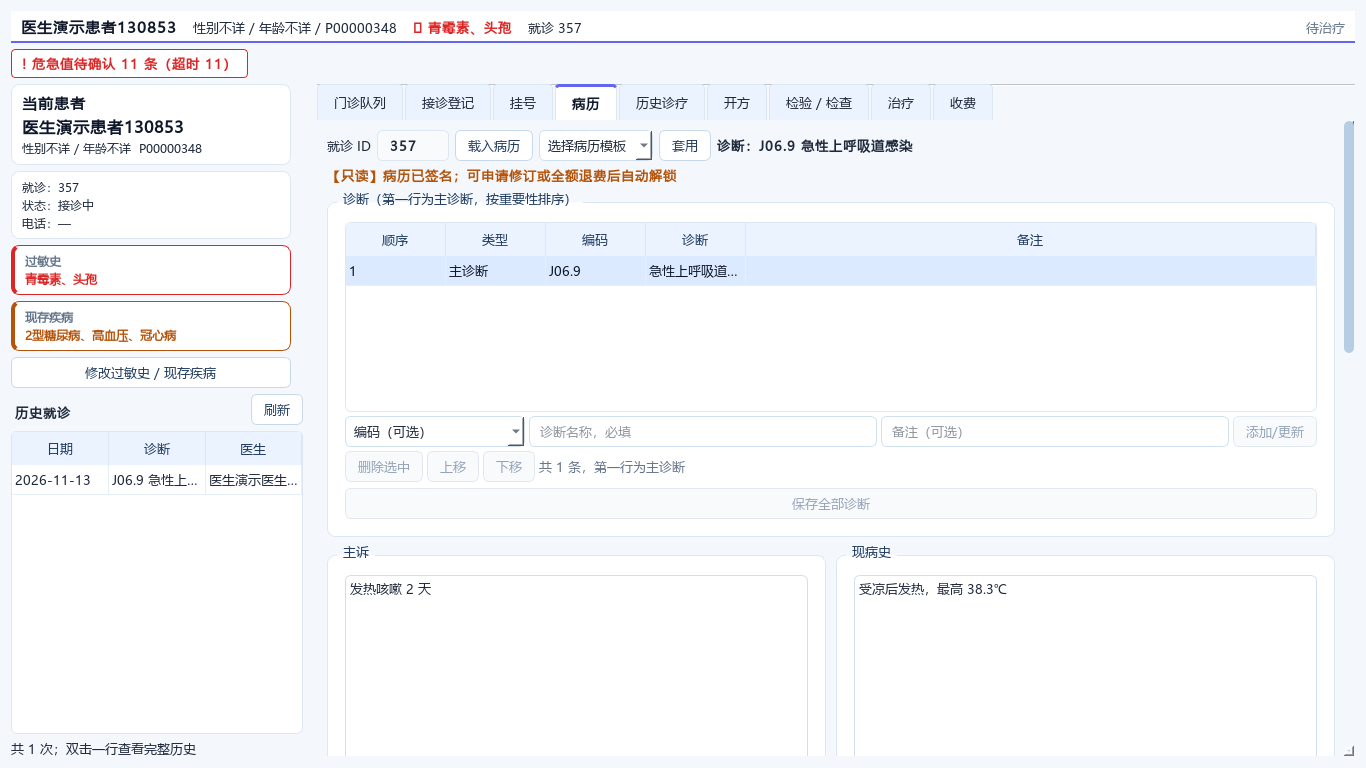 医生演示患者130853 性别不详 / 年龄不详 / P00000348 青霉素、头孢 就诊 357 待治疗
! 危急值待确认 11 条（超时 11）
当前患者
医生演示患者130853
性别不详 / 年龄不详 P00000348
就诊：357
状态：接诊中
电话：—
过敏史
青霉素、头孢
现存疾病
2型糖尿病、高血压、冠心病
修改过敏史 / 现存疾病
历史就诊 刷新
日期 诊断 医生
2026-11-13 J06.9 急性上... 医生演示医生...
共 1 次；双击一行查看完整历史
门诊队列 接诊登记 挂号 病历 历史诊疗 开方 检验 / 检查 治疗 收费
就诊 ID 357 载入病历 选择病历模板 套用 诊断：J06.9 急性上呼吸道感染
【只读】病历已签名；可申请修订或全额退费后自动解锁
诊断（第一行为主诊断，按重要性排序）
顺序 类型 编码 诊断 备注
1 主诊断 J06.9 急性上呼吸道...
编码（可选） 诊断名称，必填 备注（可选） 添加/更新
删除选中 上移 下移 共 1 条，第一行为主诊断
保存全部诊断
主诉 现病史
发热咳嗽 2 天 受凉后发热，最高 38.3℃